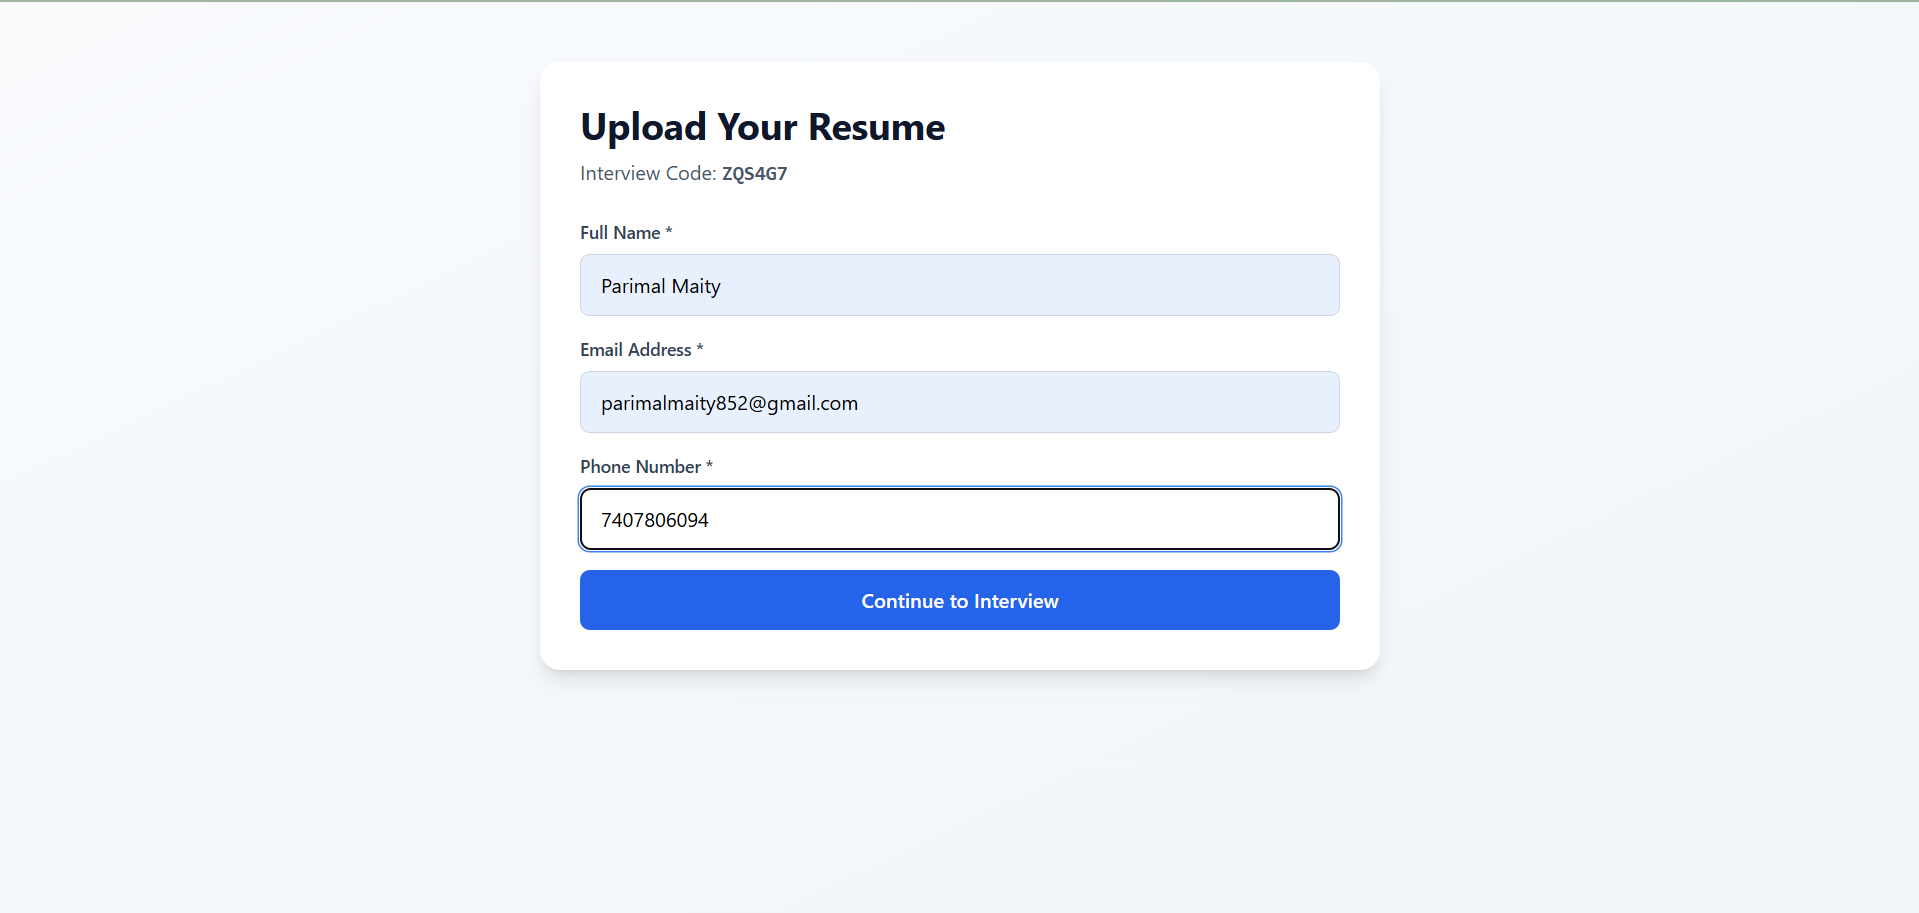 Upload Your Resume
Interview Code: ZQS4G7
Full Name *
Parimal Maity
Email Address *
parimalmaity852@gmail.com
Phone Number *
7407806094
Continue to Interview